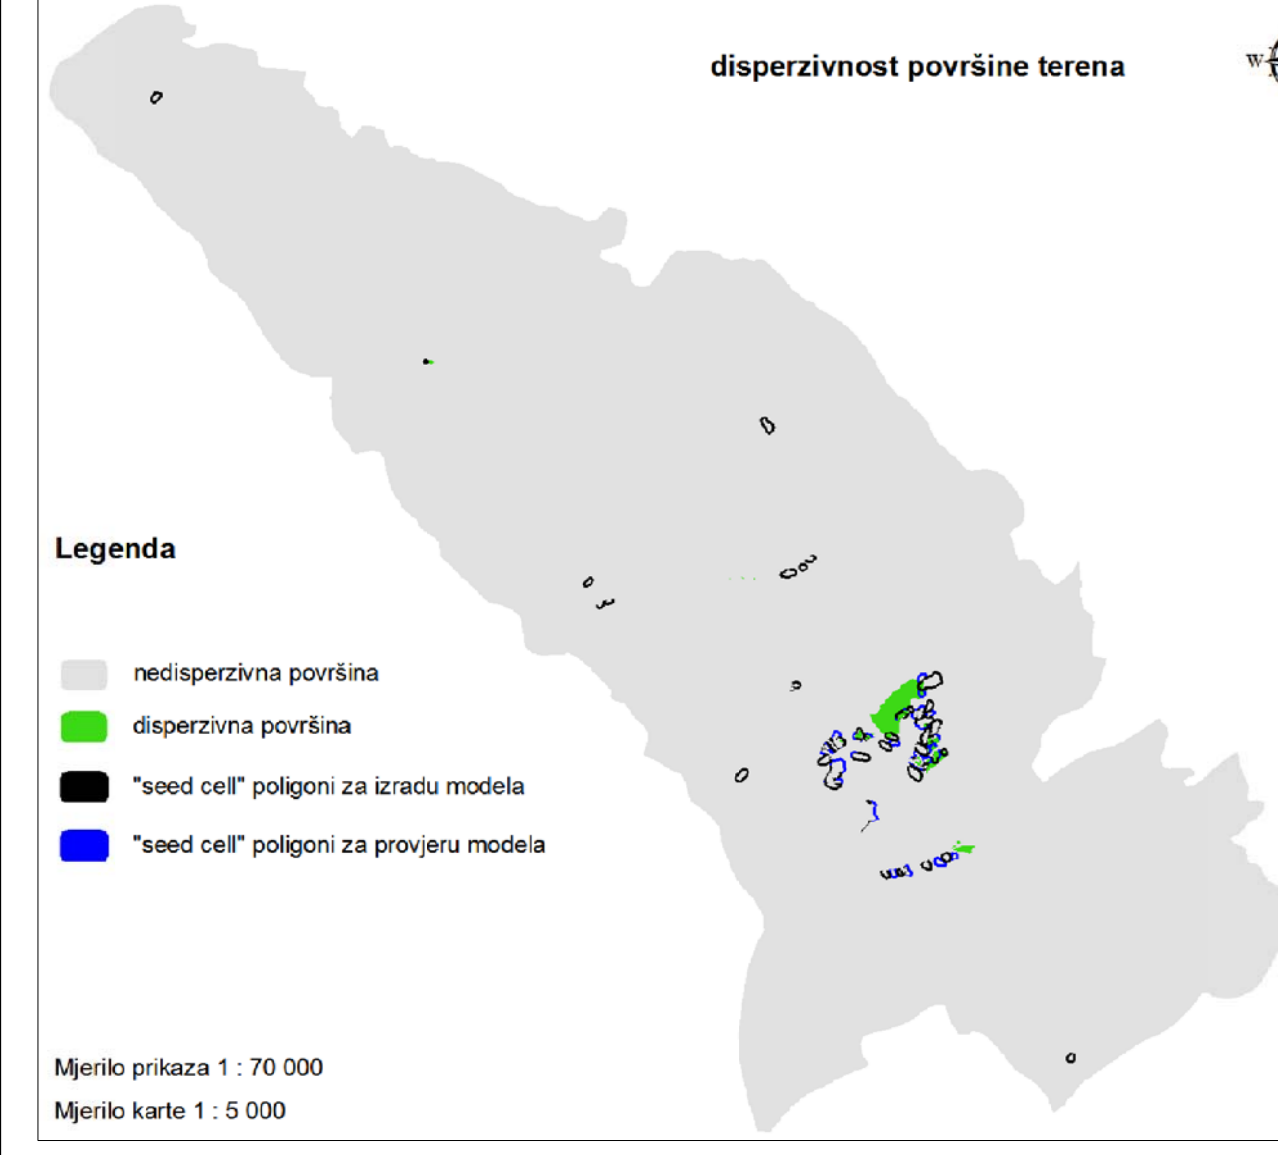 disperzivnost površine terena
W
Legenda
nedisperzivna površina
disperzivna površina
"seed cell" poligoni za izradu modela
"seed cell" poligoni za provjeru modela
Mjerilo prikaza 1 : 70 000
Mjerilo karte 1 : 5 000